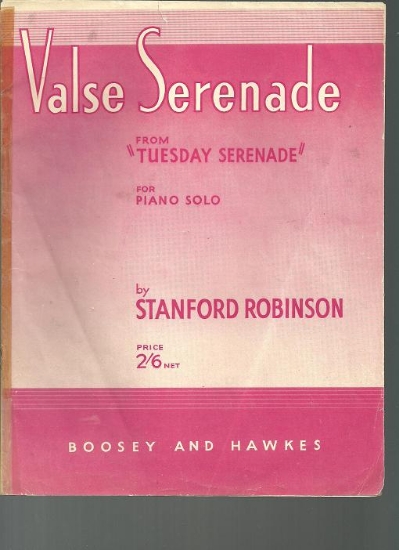 Valse Serenade
FROM
"TUESDAY SERENADE"
FOR
PIANO SOLO
by
STANFORD ROBINSON
PRICE
2/6 NET
BOOSEY AND HAWKES